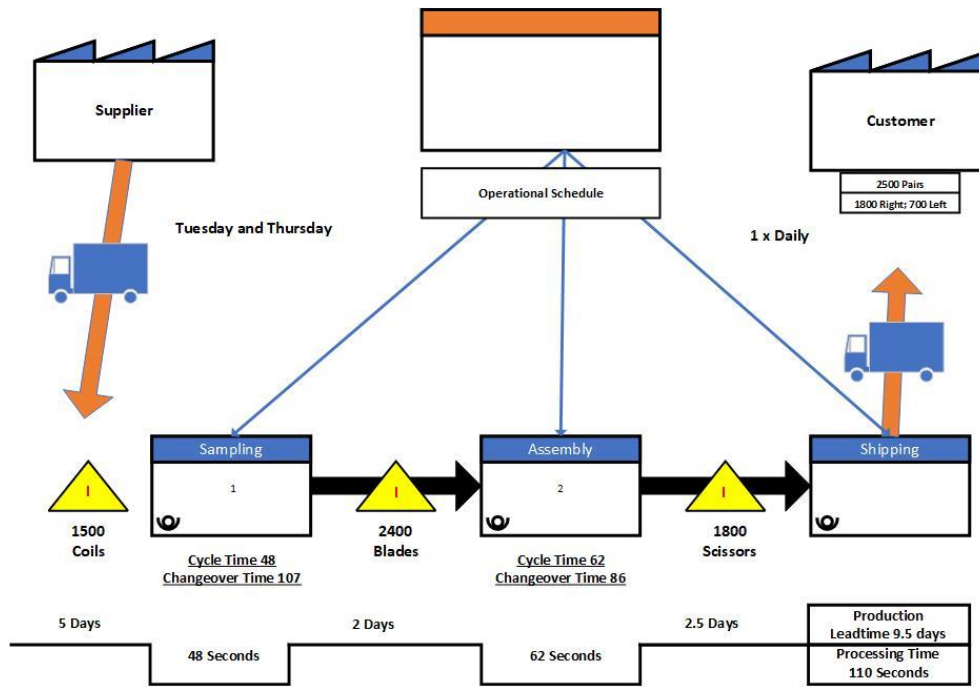 Supplier
Customer
2500 Pairs
1800 Right; 700 Left
Operational Schedule
Tuesday and Thursday
1 x Daily
Sampling
1
Assembly
2
Shipping
I
1500
Coils
I
2400
Blades
I
1800
Scissors
Cycle Time 48
Changeover Time 107
Cycle Time 62
Changeover Time 86
5 Days
48 Seconds
2 Days
62 Seconds
2.5 Days
Production
Leadtime 9.5 days
Processing Time
110 Seconds